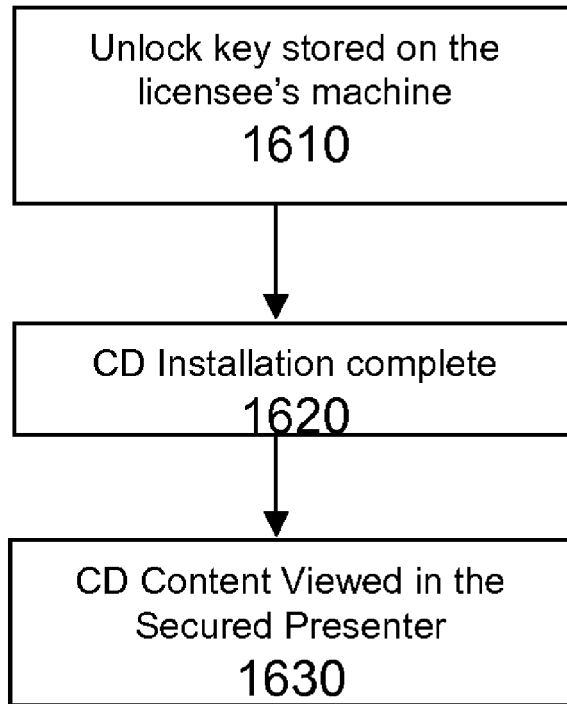 Unlock key stored on the
licensee's machine
1610
CD Installation complete
1620
CD Content Viewed in the
Secured Presenter
1630